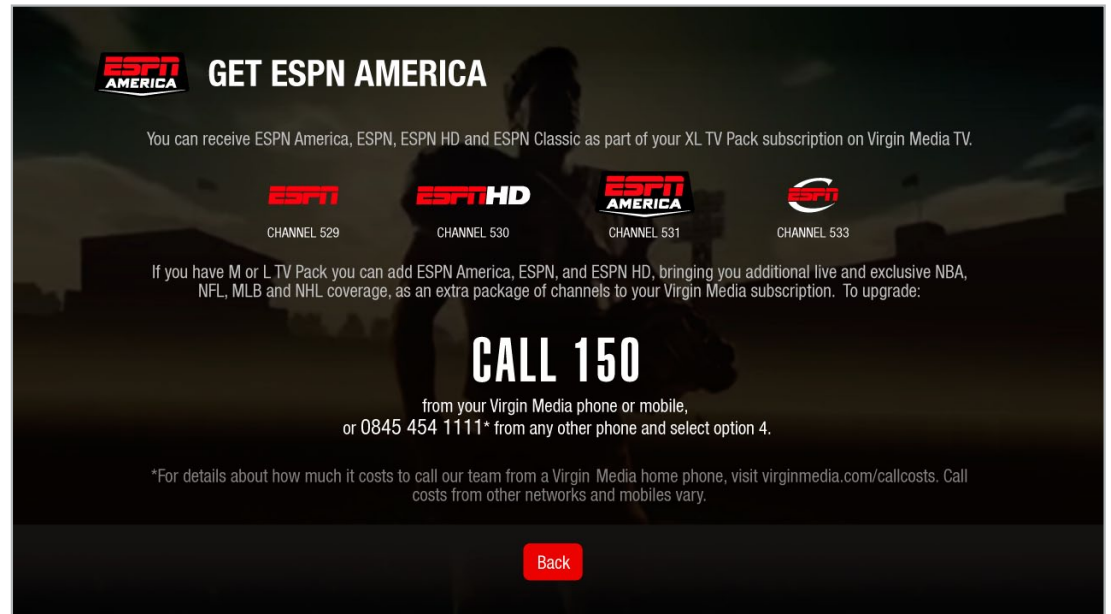 ESPN
AMERICA
GET ESPN AMERICA
You can receive ESPN America, ESPN, ESPN HD and ESPN Classic as part of your XL TV Pack subscription on Virgin Media TV.
ESPN
CHANNEL 529
ESPN HD
CHANNEL 530
ESPN
AMERICA
CHANNEL 531
ESPN
CHANNEL 533
If you have M or L TV Pack you can add ESPN America, ESPN, and ESPN HD, bringing you additional live and exclusive NBA,
NFL, MLB and NHL coverage, as an extra package of channels to your Virgin Media subscription. To upgrade:
CALL 150
from your Virgin Media phone or mobile,
or 0845 454 1111* from any other phone and select option 4.
*For details about how much it costs to call our team from a Virgin Media home phone, visit virginmedia.com/callcosts. Call
costs from other networks and mobiles vary.
Back